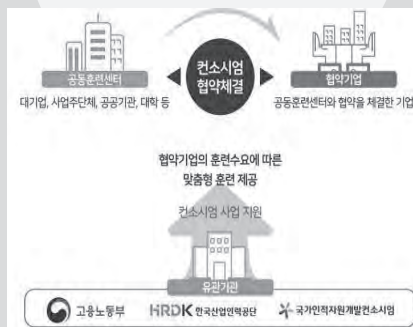 컨소시엄
협약체결
공동훈련센터
협약기업
대기업, 사업주단체, 공공기관, 대학 등
공동훈련센터와 협약을 체결한 기업
협약기업의 훈련수요에 따른
맞춤형 훈련 제공
컨소시엄 사업 지원
유관기관
고용노동부 HRDK 한국산업인력공단 국가인적자원개발컨소시엄